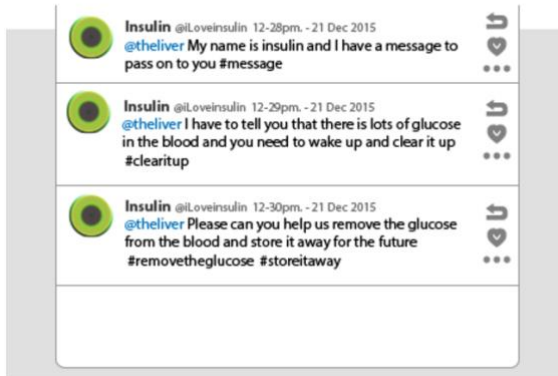 Insulin @iLoveinsulin 12-28pm. - 21 Dec 2015
@theliver My name is insulin and I have a message to
pass on to you #message
Insulin @iLoveinsulin 12-29pm. - 21 Dec 2015
@theliver I have to tell you that there is lots of glucose
in the blood and you need to wake up and clear it up
#clearitup
Insulin @iLoveinsulin 12-30pm. - 21 Dec 2015
@theliver Please can you help us remove the glucose
from the blood and store it away for the future
#removetheglucose #storeitaway